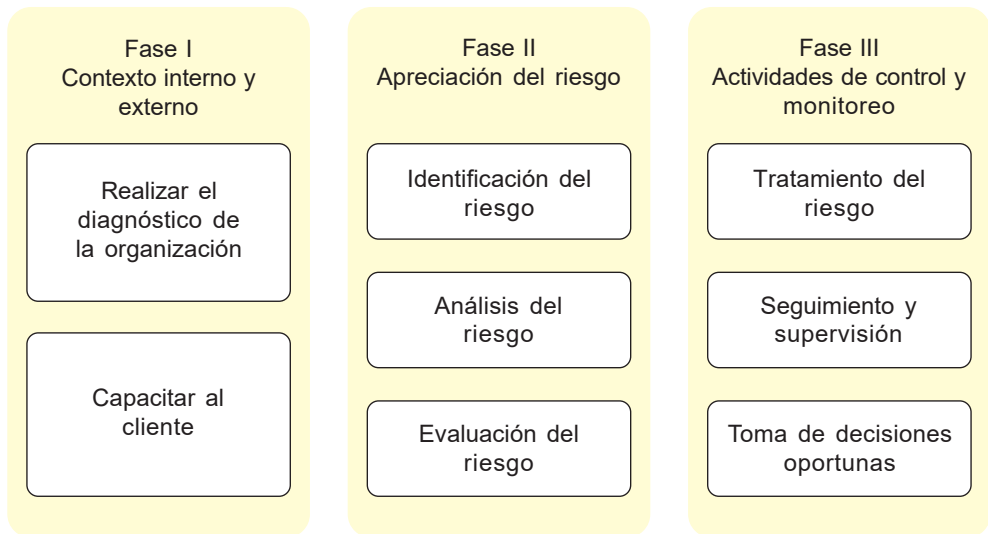 Fase I
Contexto interno y
externo
Realizar el
diagnóstico de
la organización
Capacitar al
cliente
Fase II
Apreciación del riesgo
Identificación del
riesgo
Análisis del
riesgo
Evaluación del
riesgo
Fase III
Actividades de control y
monitoreo
Tratamiento del
riesgo
Seguimiento y
supervisión
Toma de decisiones
oportunas